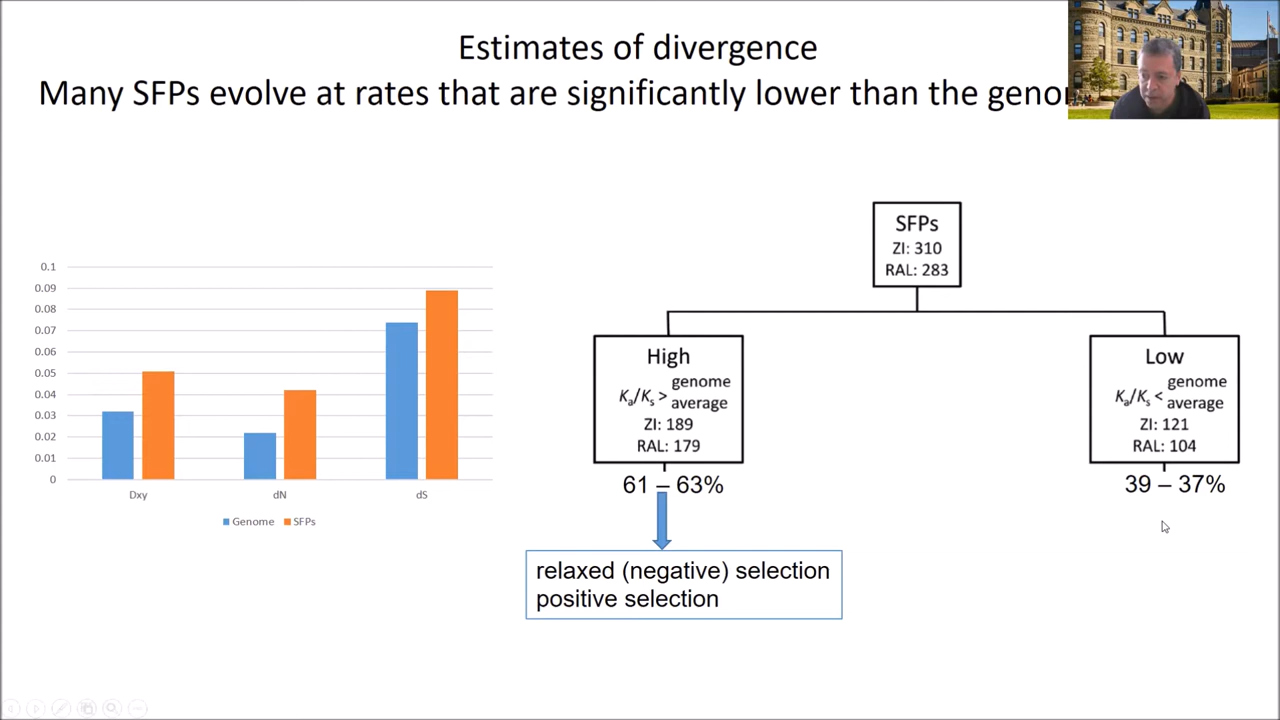 Estimates of divergence
Many SFPs evolve at rates that are significantly lower than the
0.1
0.09
0.08
0.07
0.06
0.05
0.04
0.03
0.02
0.01
0
Dxy dN dS
Genome SFPs
SFPs
ZI: 310
RAL: 283
High
Ka/Ks > genome average
ZI: 189
RAL: 179
61 – 63%
relaxed (negative) selection
positive selection
Low
Ka/Ks < genome average
ZI: 121
RAL: 104
39 – 37%